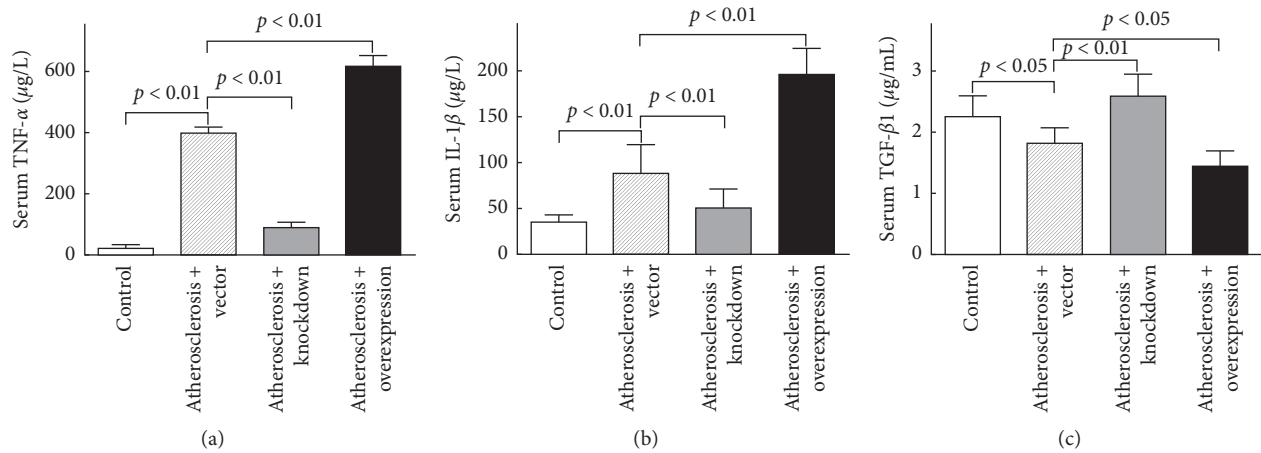 Serum TNF-α (μg/L)
600
400
200
0
p < 0.01
p < 0.01
p < 0.01
Control
Atherosclerosis +
vector
Atherosclerosis +
knockdown
Atherosclerosis +
overexpression
(a)
Serum IL-1β (μg/L)
200
150
100
50
0
p < 0.01
p < 0.01
p < 0.01
Control
Atherosclerosis +
vector
Atherosclerosis +
knockdown
Atherosclerosis +
overexpression
(b)
Serum TGF-β1 (μg/mL)
3
2
1
0
p < 0.05
p < 0.01
p < 0.05
Control
Atherosclerosis +
vector
Atherosclerosis +
knockdown
Atherosclerosis +
overexpression
(c)